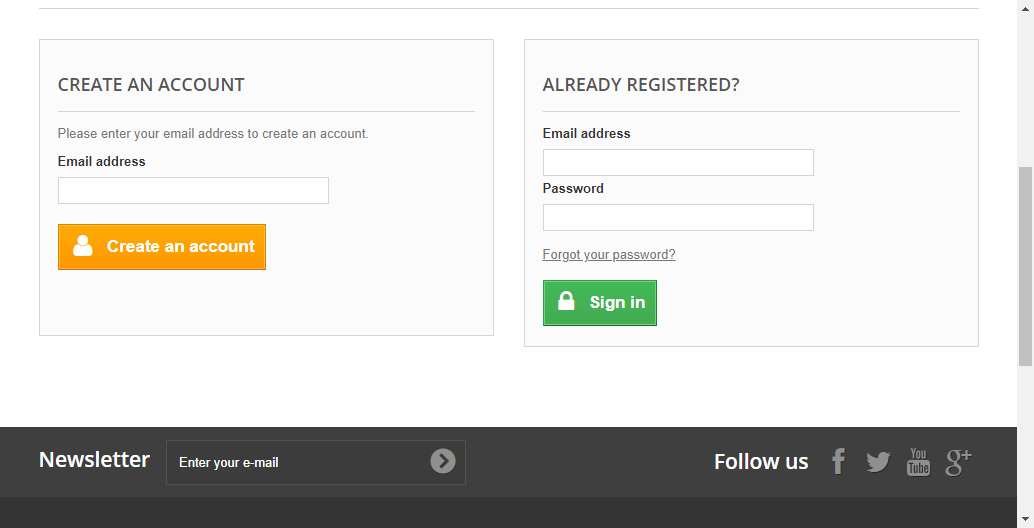 CREATE AN ACCOUNT
Please enter your email address to create an account.
Email address
Create an account
ALREADY REGISTERED?
Email address
Password
Forgot your password?
Sign in
Newsletter
Enter your e-mail
Follow us
You
Tube
g+